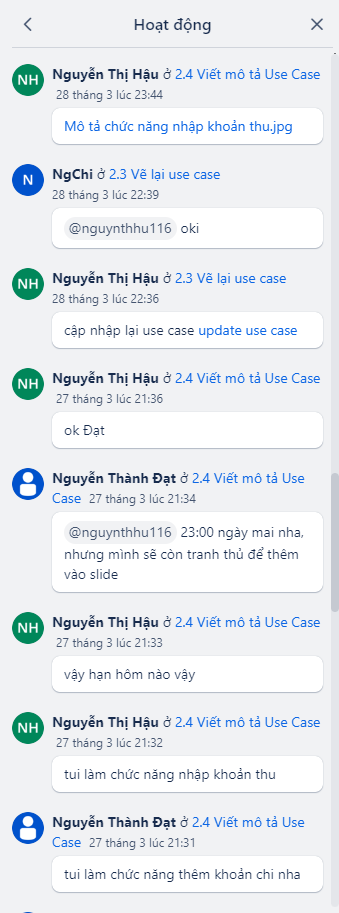 Hoạt động
NH Nguyễn Thị Hậu ở 2.4 Viết mô tả Use Case
28 tháng 3 lúc 23:44
Mô tả chức năng nhập khoản thu.jpg
N NgChi ở 2.3 Vẽ lại use case
28 tháng 3 lúc 22:39
@nguynthhu116 oki
NH Nguyễn Thị Hậu ở 2.3 Vẽ lại use case
28 tháng 3 lúc 22:36
cập nhập lại use case update use case
NH Nguyễn Thị Hậu ở 2.4 Viết mô tả Use Case
27 tháng 3 lúc 21:36
ok Đạt
Nguyễn Thành Đạt ở 2.4 Viết mô tả Use
Case 27 tháng 3 lúc 21:34
@nguynthhu116 23:00 ngày mai nha,
nhưng mình sẽ còn tranh thủ để thêm
vào slide
NH Nguyễn Thị Hậu ở 2.4 Viết mô tả Use Case
27 tháng 3 lúc 21:33
vậy hạn hôm nào vậy
NH Nguyễn Thị Hậu ở 2.4 Viết mô tả Use Case
27 tháng 3 lúc 21:32
tui làm chức năng nhập khoản thu
Nguyễn Thành Đạt ở 2.4 Viết mô tả Use
Case 27 tháng 3 lúc 21:31
tui làm chức năng thêm khoản chi nha